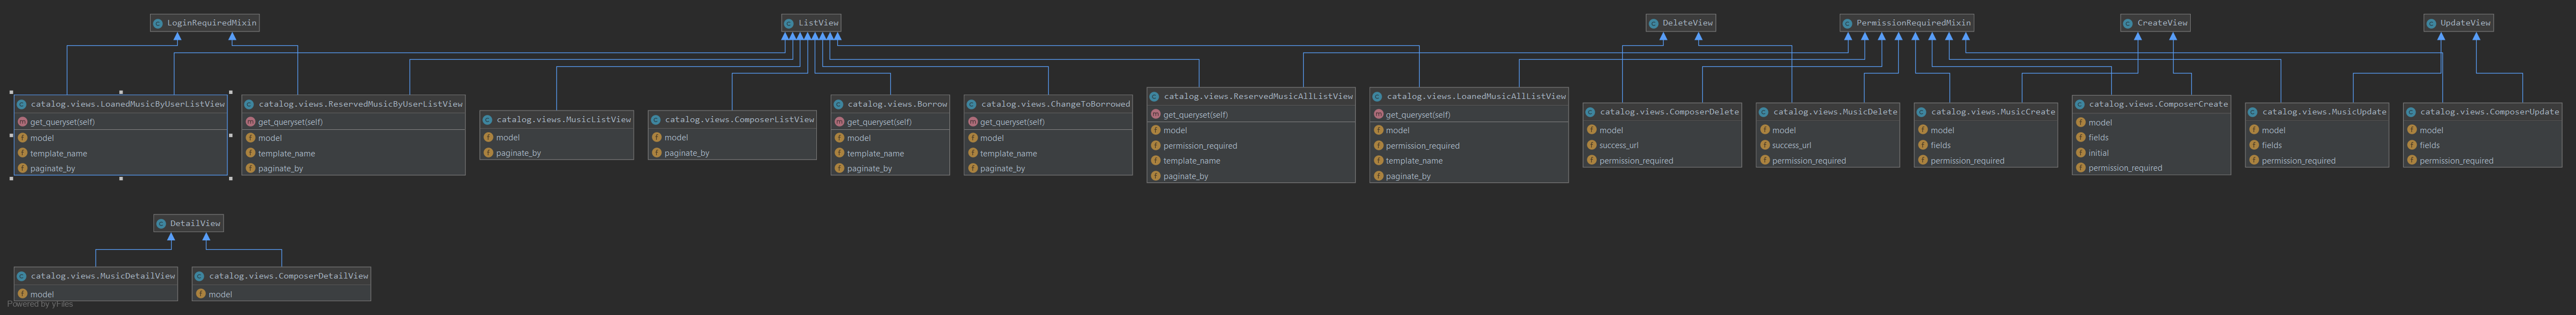 LoginRequiredMixin
ListView
DeleteView
PermissionRequiredMixin
CreateView
UpdateView
catalog.views.LoanedMusicByUserListView
get_queryset(self)
model
template_name
paginate_by
catalog.views.ReservedMusicByUserListView
get_queryset(self)
model
template_name
paginate_by
catalog.views.MusicListView
model
paginate_by
catalog.views.ComposerListView
model
paginate_by
catalog.views.Borrow
get_queryset(self)
model
template_name
paginate_by
catalog.views.ChangeToBorrowed
get_queryset(self)
model
template_name
paginate_by
catalog.views.ReservedMusicAllListView
get_queryset(self)
model
permission_required
template_name
paginate_by
catalog.views.LoanedMusicAllListView
get_queryset(self)
model
permission_required
template_name
paginate_by
catalog.views.ComposerDelete
model
success_url
permission_required
catalog.views.MusicDelete
model
success_url
permission_required
catalog.views.MusicCreate
model
fields
permission_required
catalog.views.ComposerCreate
model
fields
initial
permission_required
catalog.views.MusicUpdate
model
fields
permission_required
catalog.views.ComposerUpdate
model
fields
permission_required
DetailView
catalog.views.MusicDetailView
model
catalog.views.ComposerDetailView
model
Powered by yFiles